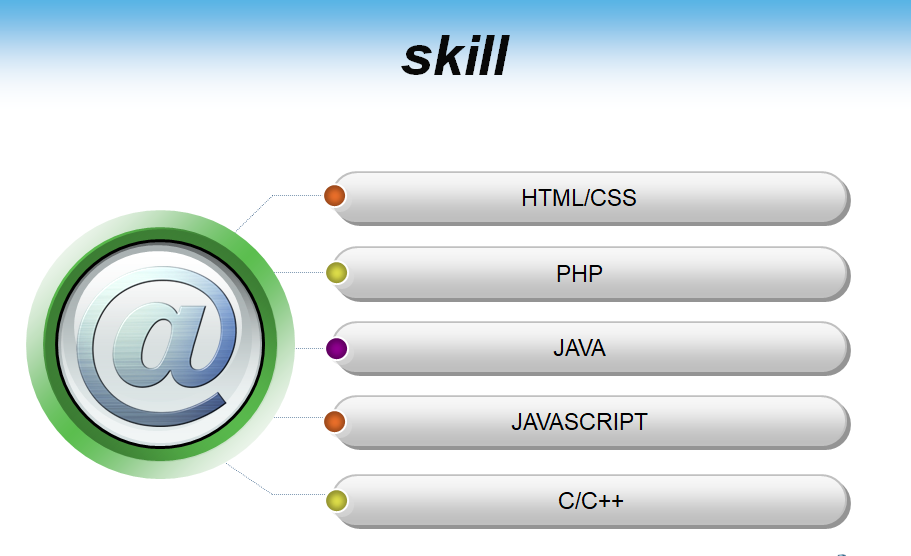 skill
HTML/CSS
PHP
@
JAVA
JAVASCRIPT
C/C++